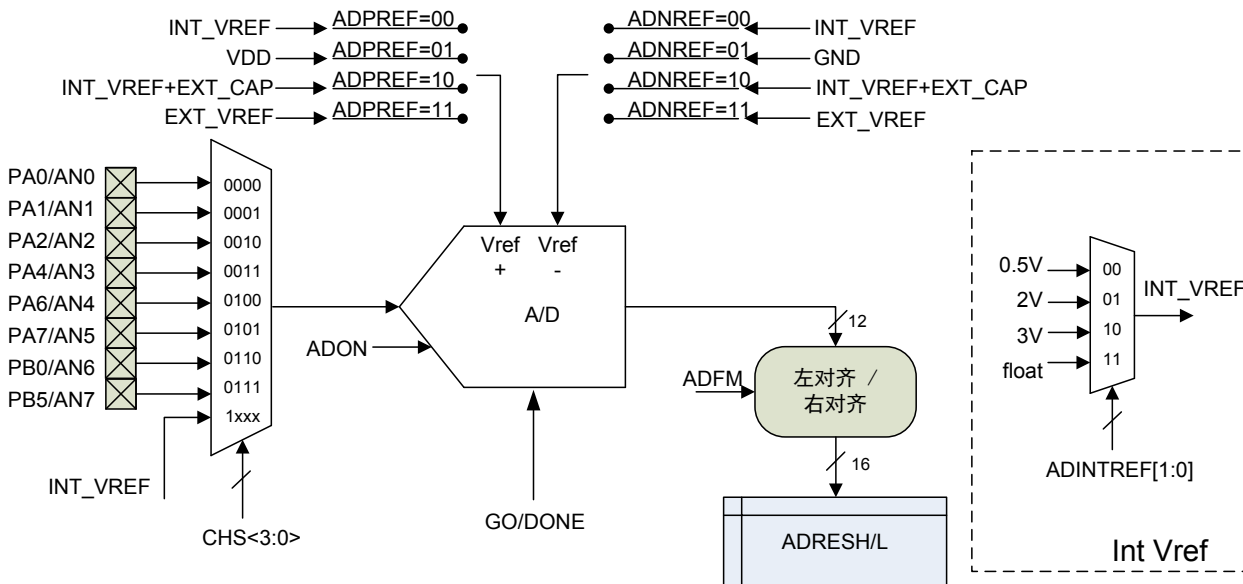 INT_VREF
ADPREF=00
VDD
ADPREF=01
INT_VREF+EXT_CAP
ADPREF=10
EXT_VREF
ADPREF=11
ADNREF=00
INT_VREF
ADNREF=01
GND
ADNREF=10
INT_VREF+EXT_CAP
ADNREF=11
EXT_VREF
PA0/AN0
PA1/AN1
PA2/AN2
PA4/AN3
PA6/AN4
PA7/AN5
PB0/AN6
PB5/AN7
INT_VREF
0000
0001
0010
0011
0100
0101
0110
0111
1xxx
CHS<3:0>
Vref
+
Vref
-
A/D
ADON
GO/DONE
12
ADFM
左对齐 /
右对齐
16
ADRESH/L
0.5V
2V
3V
float
00
01
10
11
INT_VREF
ADINTREF[1:0]
Int Vref